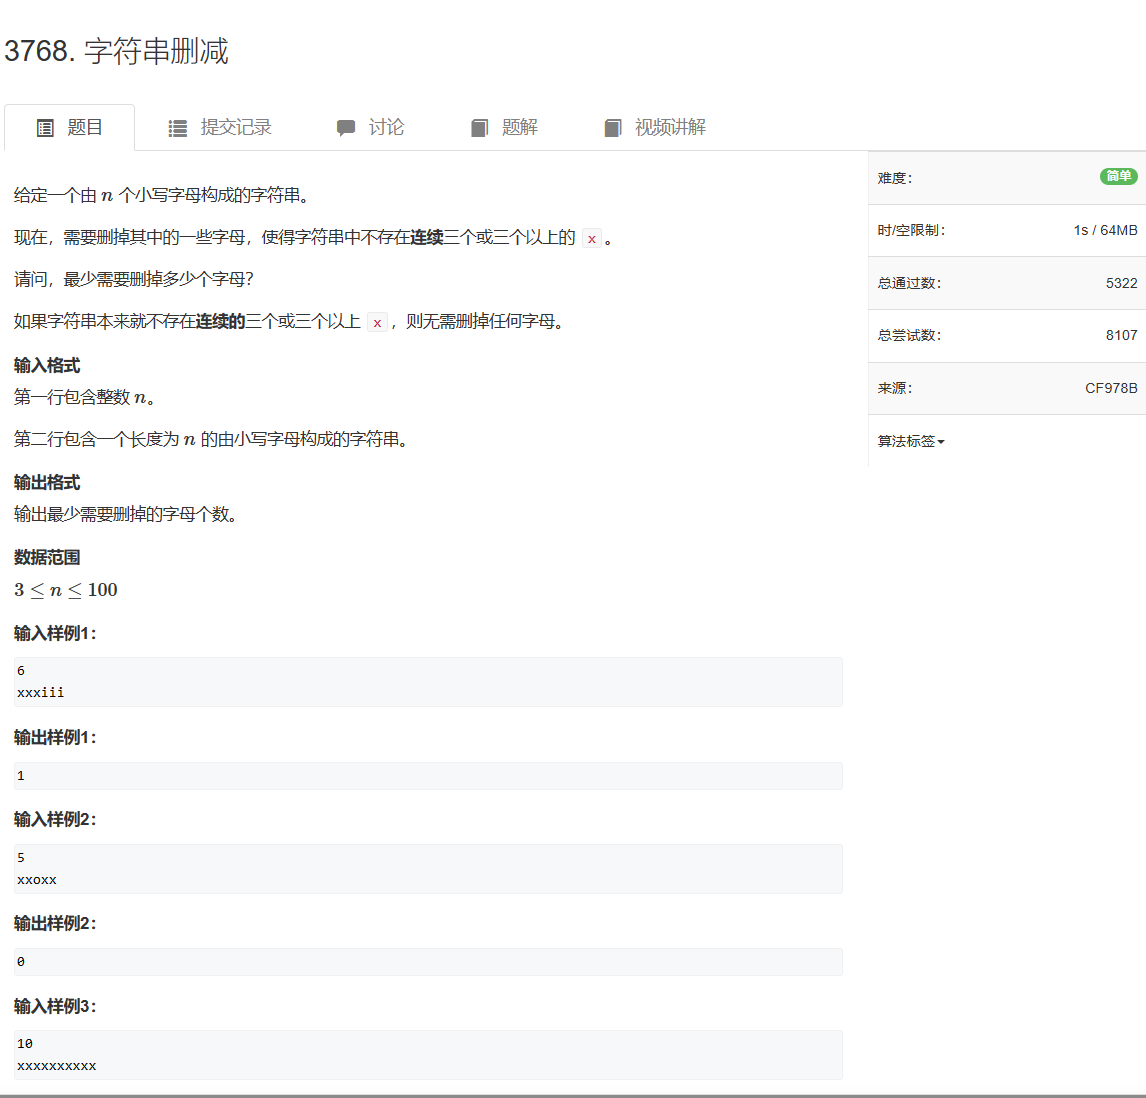 3768. 字符串删减
题目 提交记录 讨论 题解 视频讲解
给定一个由 n 个小写字母构成的字符串。
现在，需要删掉其中的一些字母，使得字符串中不存在连续三个或三个以上的 x 。
请问，最少需要删掉多少个字母？
如果字符串本来就不存在连续的三个或三个以上 x ，则无需删掉任何字母。
输入格式
第一行包含整数 n。
第二行包含一个长度为 n 的由小写字母构成的字符串。
输出格式
输出最少需要删掉的字母个数。
数据范围
3 ≤ n ≤ 100
输入样例1：
6
xxxiii
输出样例1：
1
输入样例2：
5
xxoxx
输出样例2：
0
输入样例3：
10
xxxxxxxxxx
难度： 简单
时/空限制： 1s / 64MB
总通过数： 5322
总尝试数： 8107
来源： CF978B
算法标签